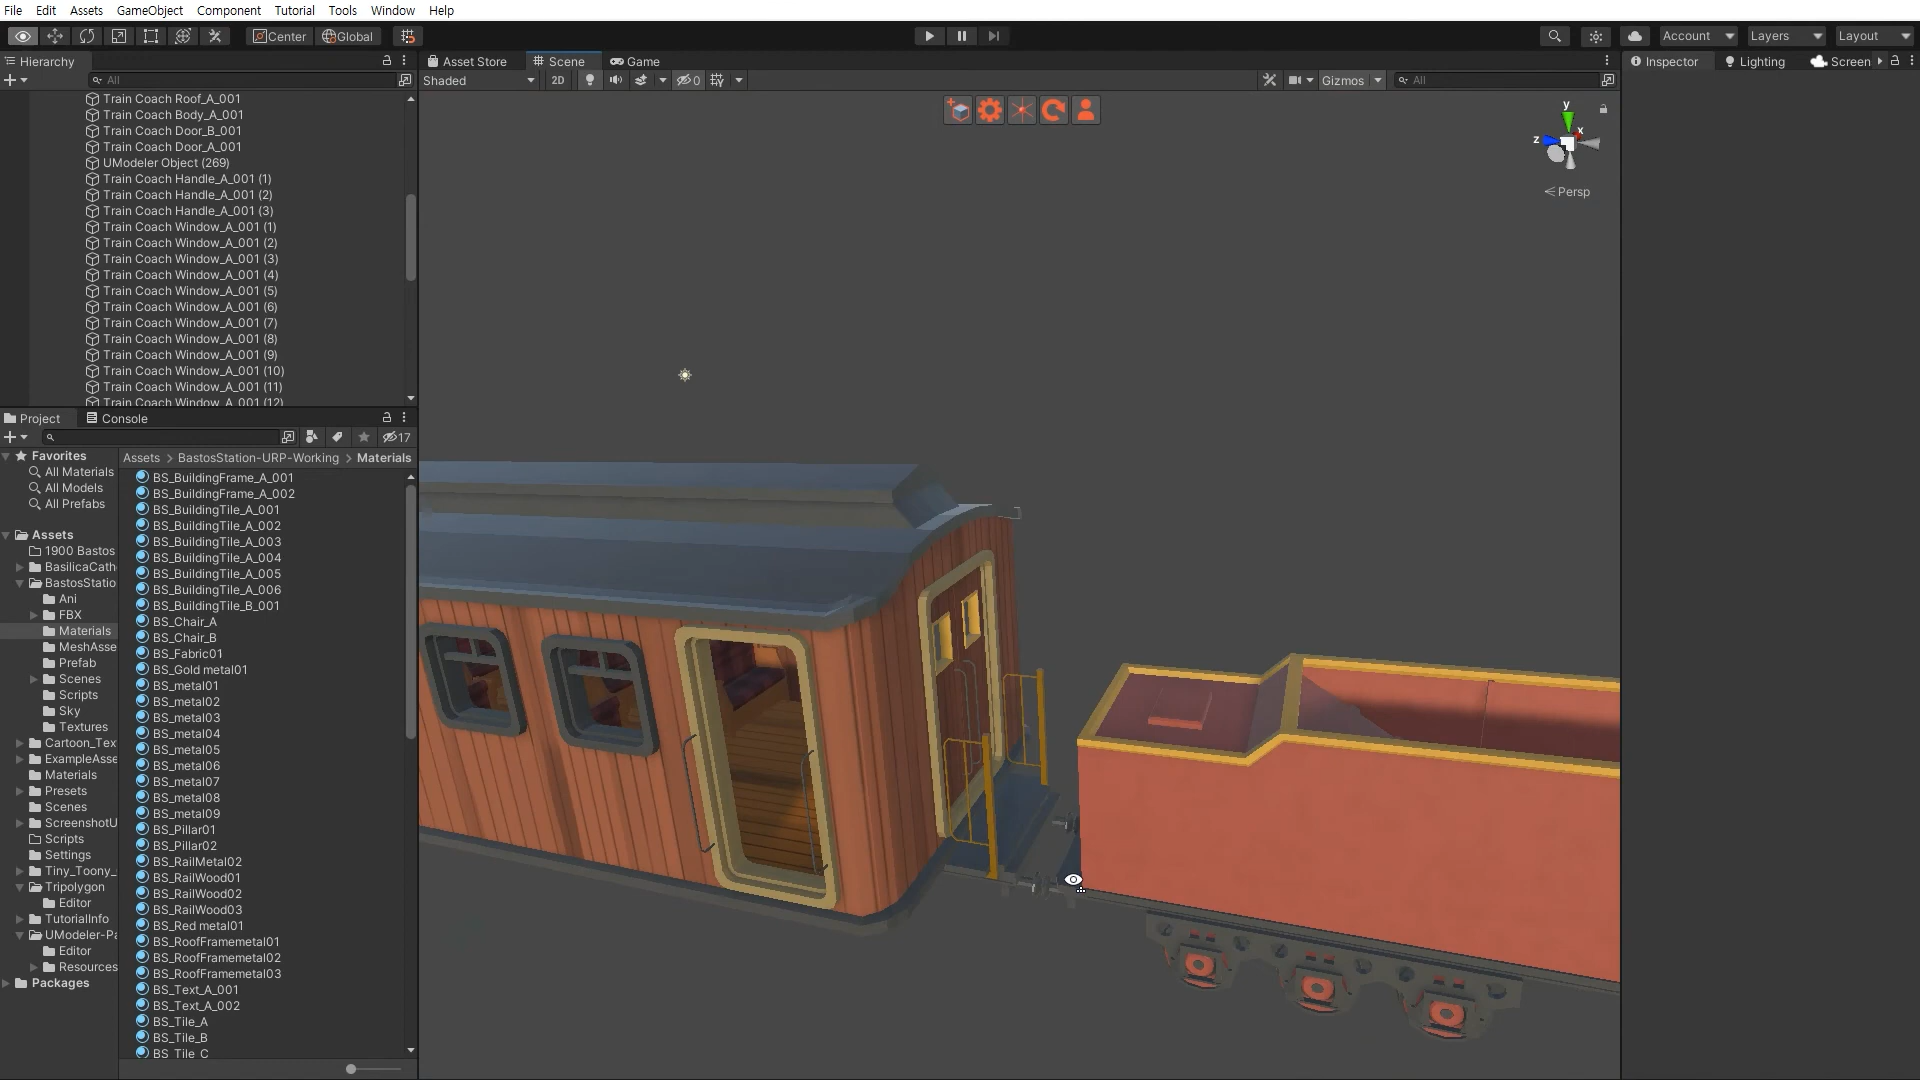 File Edit Assets GameObject Component Tutorial Tools Window Help
Center Global Account Layers Layout
Hierarchy
All
Train Coach Roof_A_001
Train Coach Body_A_001
Train Coach Door_B_001
Train Coach Door_A_001
UModeler Object (269)
Train Coach Handle_A_001 (1)
Train Coach Handle_A_001 (2)
Train Coach Handle_A_001 (3)
Train Coach Window_A_001 (1)
Train Coach Window_A_001 (2)
Train Coach Window_A_001 (3)
Train Coach Window_A_001 (4)
Train Coach Window_A_001 (5)
Train Coach Window_A_001 (6)
Train Coach Window_A_001 (7)
Train Coach Window_A_001 (8)
Train Coach Window_A_001 (9)
Train Coach Window_A_001 (10)
Train Coach Window_A_001 (11)
Train Coach Window_A_001 (12)
Asset Store Scene Game
Shaded 2D 0 Gizmos All
y
x
z
Persp
Inspector Lighting Screen
Project Console
17
Favorites
All Materials
All Models
All Prefabs
Assets
1900 Bastos
BasilicaCath
BastosStatio
Ani
FBX
Materials
MeshAsse
Prefab
Scenes
Scripts
Sky
Textures
Cartoon_Tex
ExampleAsse
Materials
Presets
Scenes
ScreenshotU
Scripts
Settings
Tiny_Toony_
Tripolygon
Editor
TutorialInfo
UModeler-Pa
Editor
Resources
Packages
Assets > BastosStation-URP-Working > Materials
BS_BuildingFrame_A_001
BS_BuildingFrame_A_002
BS_BuildingTile_A_001
BS_BuildingTile_A_002
BS_BuildingTile_A_003
BS_BuildingTile_A_004
BS_BuildingTile_A_005
BS_BuildingTile_A_006
BS_BuildingTile_B_001
BS_Chair_A
BS_Chair_B
BS_Fabric01
BS_Gold metal01
BS_metal01
BS_metal02
BS_metal03
BS_metal04
BS_metal05
BS_metal06
BS_metal07
BS_metal08
BS_metal09
BS_Pillar01
BS_Pillar02
BS_RailMetal02
BS_RailWood01
BS_RailWood02
BS_RailWood03
BS_Red metal01
BS_RoofFramemetal01
BS_RoofFramemetal02
BS_RoofFramemetal03
BS_Text_A_001
BS_Text_A_002
BS_Tile_A
BS_Tile_B
BS_Tile_C